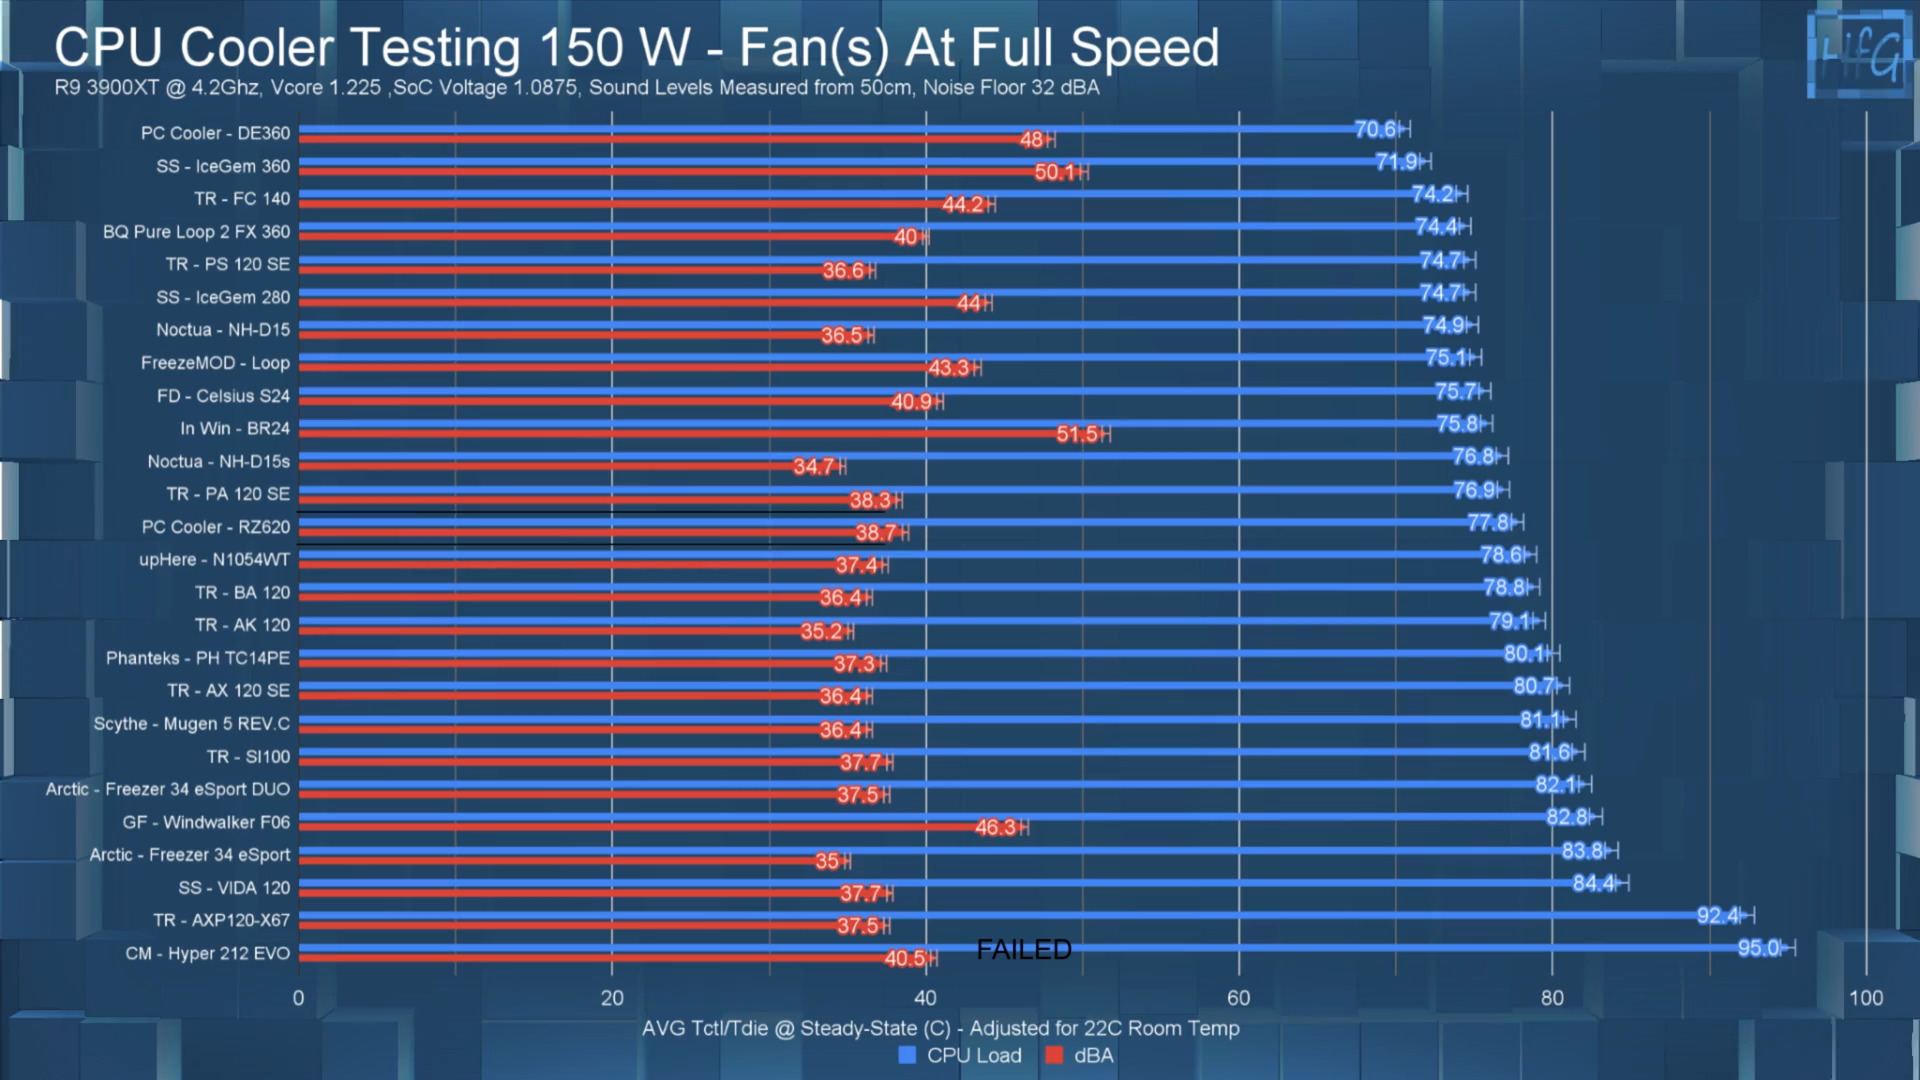 CPU Cooler Testing 150 W - Fan(s) At Full Speed
R9 3900XT @ 4.2Ghz, Vcore 1.225 ,SoC Voltage 1.0875, Sound Levels Measured from 50cm, Noise Floor 32 dBA
HifG
PC Cooler - DE360 70.6 48
SS - IceGem 360 71.9 50.1
TR - FC 140 74.2 44.2
BQ Pure Loop 2 FX 360 74.4 40
TR - PS 120 SE 74.7 36.6
SS - IceGem 280 74.7 44
Noctua - NH-D15 74.9 36.5
FreezeMOD - Loop 75.1 43.3
FD - Celsius S24 75.7 40.9
In Win - BR24 75.8 51.5
Noctua - NH-D15s 76.8 34.7
TR - PA 120 SE 76.9 38.3
PC Cooler - RZ620 77.8 38.7
upHere - N1054WT 78.6 37.4
TR - BA 120 78.8 36.4
TR - AK 120 79.1 35.2
Phanteks - PH TC14PE 80.1 37.3
TR - AX 120 SE 80.7 36.4
Scythe - Mugen 5 REV.C 81.1 36.4
TR - SI100 81.6 37.7
Arctic - Freezer 34 eSport DUO 82.1 37.5
GF - Windwalker F06 82.8 46.3
Arctic - Freezer 34 eSport 83.8 35
SS - VIDA 120 84.4 37.7
TR - AXP120-X67 92.4 37.5
CM - Hyper 212 EVO 95.0 40.5 FAILED
0 20 40 60 80 100
AVG Tctl/Tdie @ Steady-State (C) - Adjusted for 22C Room Temp
CPU Load dBA